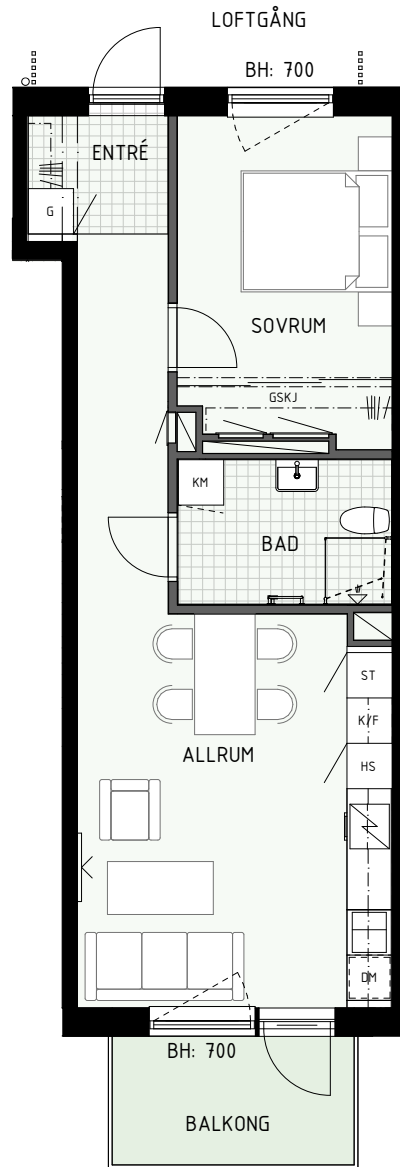 LOFTGÅNG
BH: 700
ENTRÉ
G
SOVRUM
GSKJ
KM
BAD
ST
K/F
ALLRUM
HS
DM
BH: 700
BALKONG